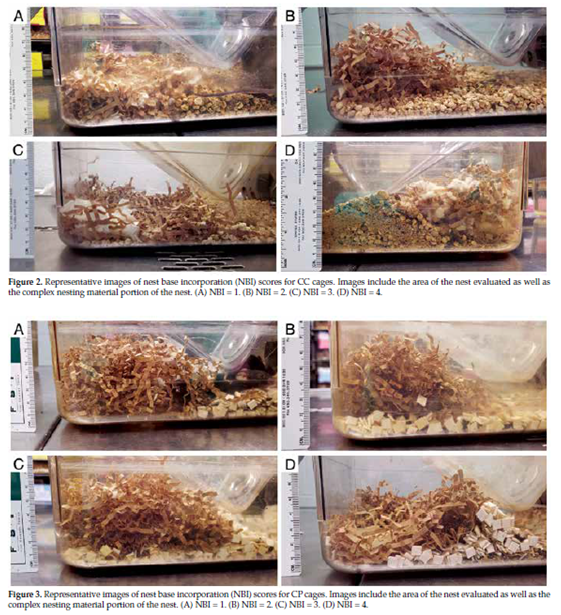 A
B
C
D
Figure 2. Representative images of nest base incorporation (NBI) scores for CC cages. Images include the area of the nest evaluated as well as
the complex nesting material portion of the nest. (A) NBI = 1. (B) NBI = 2. (C) NBI = 3. (D) NBI = 4.
A
B
C
D
Figure 3. Representative images of nest base incorporation (NBI) scores for CP cages. Images include the area of the nest evaluated as well as the
complex nesting material portion of the nest. (A) NBI = 1. (B) NBI = 2. (C) NBI = 3. (D) NBI = 4.